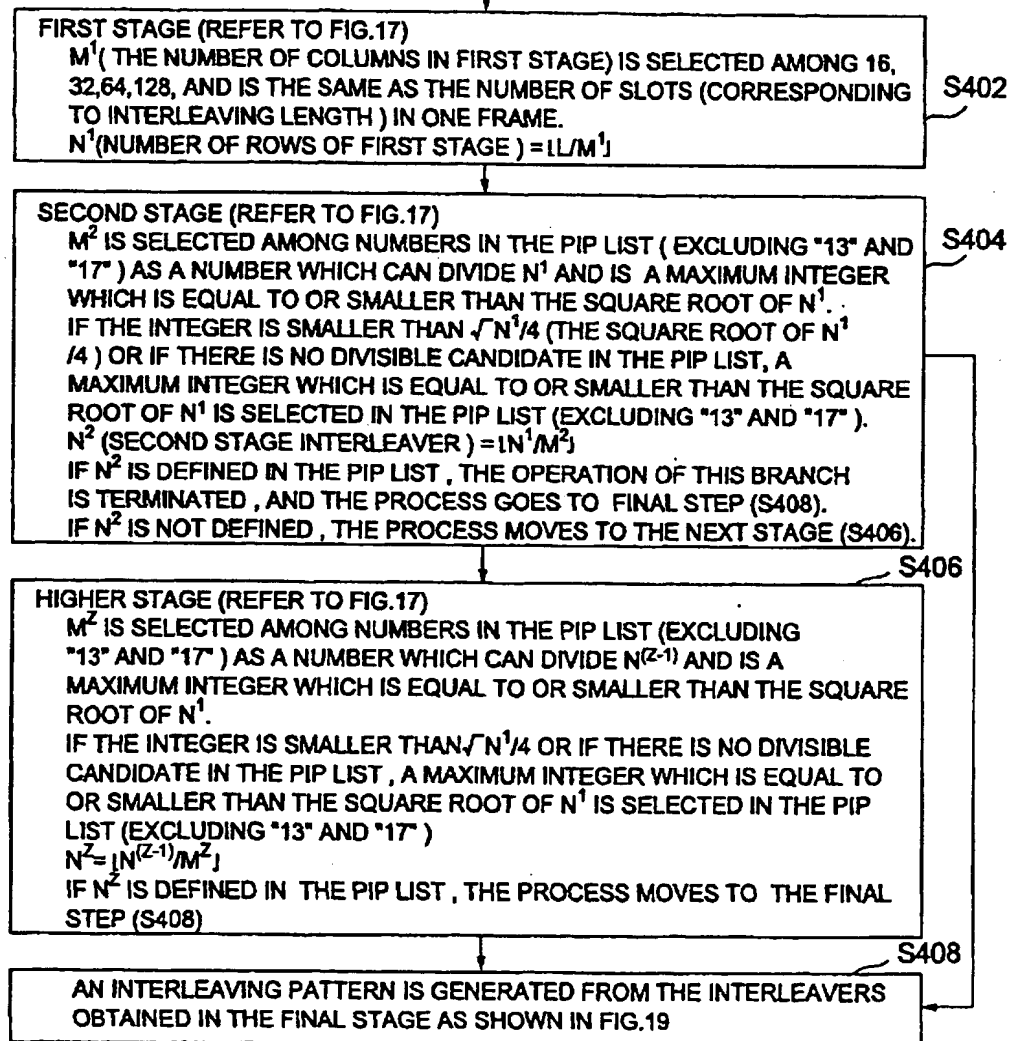 FIRST STAGE (REFER TO FIG.17)
M¹( THE NUMBER OF COLUMNS IN FIRST STAGE) IS SELECTED AMONG 16,
32,64,128, AND IS THE SAME AS THE NUMBER OF SLOTS (CORRESPONDING
TO INTERLEAVING LENGTH ) IN ONE FRAME.
N¹(NUMBER OF ROWS OF FIRST STAGE ) = ⌊L/M¹⌋
S402
SECOND STAGE (REFER TO FIG.17)
M² IS SELECTED AMONG NUMBERS IN THE PIP LIST ( EXCLUDING "13" AND
"17" ) AS A NUMBER WHICH CAN DIVIDE N¹ AND IS A MAXIMUM INTEGER
WHICH IS EQUAL TO OR SMALLER THAN THE SQUARE ROOT OF N¹.
IF THE INTEGER IS SMALLER THAN √N¹/4 (THE SQUARE ROOT OF N¹
/4 ) OR IF THERE IS NO DIVISIBLE CANDIDATE IN THE PIP LIST, A
MAXIMUM INTEGER WHICH IS EQUAL TO OR SMALLER THAN THE SQUARE
ROOT OF N¹ IS SELECTED IN THE PIP LIST (EXCLUDING "13" AND "17" ).
N² (SECOND STAGE INTERLEAVER ) = ⌊N¹/M²⌋
IF N² IS DEFINED IN THE PIP LIST , THE OPERATION OF THIS BRANCH
IS TERMINATED , AND THE PROCESS GOES TO FINAL STEP (S408).
IF N² IS NOT DEFINED , THE PROCESS MOVES TO THE NEXT STAGE (S406).
S404
S406
HIGHER STAGE (REFER TO FIG.17)
M^Z IS SELECTED AMONG NUMBERS IN THE PIP LIST (EXCLUDING
"13" AND "17" ) AS A NUMBER WHICH CAN DIVIDE N^(Z-1) AND IS A
MAXIMUM INTEGER WHICH IS EQUAL TO OR SMALLER THAN THE SQUARE
ROOT OF N¹.
IF THE INTEGER IS SMALLER THAN √N¹/4 OR IF THERE IS NO DIVISIBLE
CANDIDATE IN THE PIP LIST , A MAXIMUM INTEGER WHICH IS EQUAL TO
OR SMALLER THAN THE SQUARE ROOT OF N¹ IS SELECTED IN THE PIP
LIST (EXCLUDING "13" AND "17" )
N^Z= ⌊N^(Z-1)/M^Z⌋
IF N^Z IS DEFINED IN THE PIP LIST , THE PROCESS MOVES TO THE FINAL
STEP (S408)
S408
AN INTERLEAVING PATTERN IS GENERATED FROM THE INTERLEAVERS
OBTAINED IN THE FINAL STAGE AS SHOWN IN FIG.19